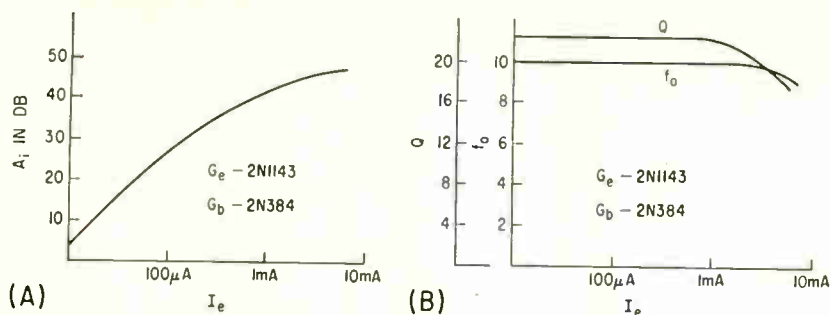 50
40
30
20
10
A_i IN DB
G_e – 2N1143
G_b – 2N384
100µA
1mA
10mA
I_e
(A)
20
16
12
8
4
Q
10
8
6
4
2
f_o
Q
f_o
G_e – 2N1143
G_b – 2N384
100µA
1mA
10mA
I_e
(B)